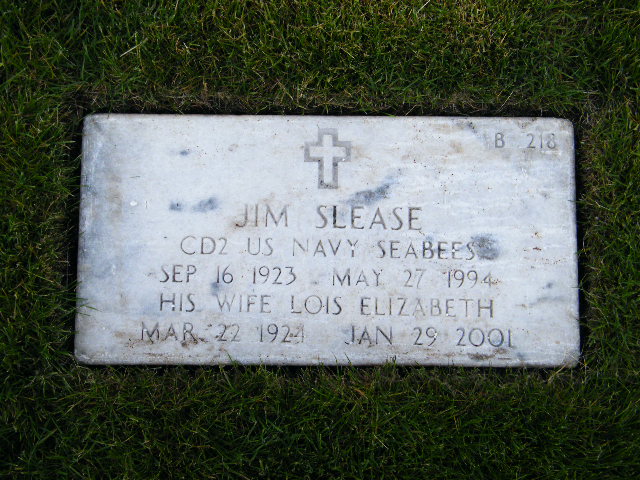 B 218
JIM SLEASE
CD2 US NAVY SEABEES
SEP 16 1923 MAY 27 1994
HIS WIFE LOIS ELIZABETH
MAR 22 1924 JAN 29 2001